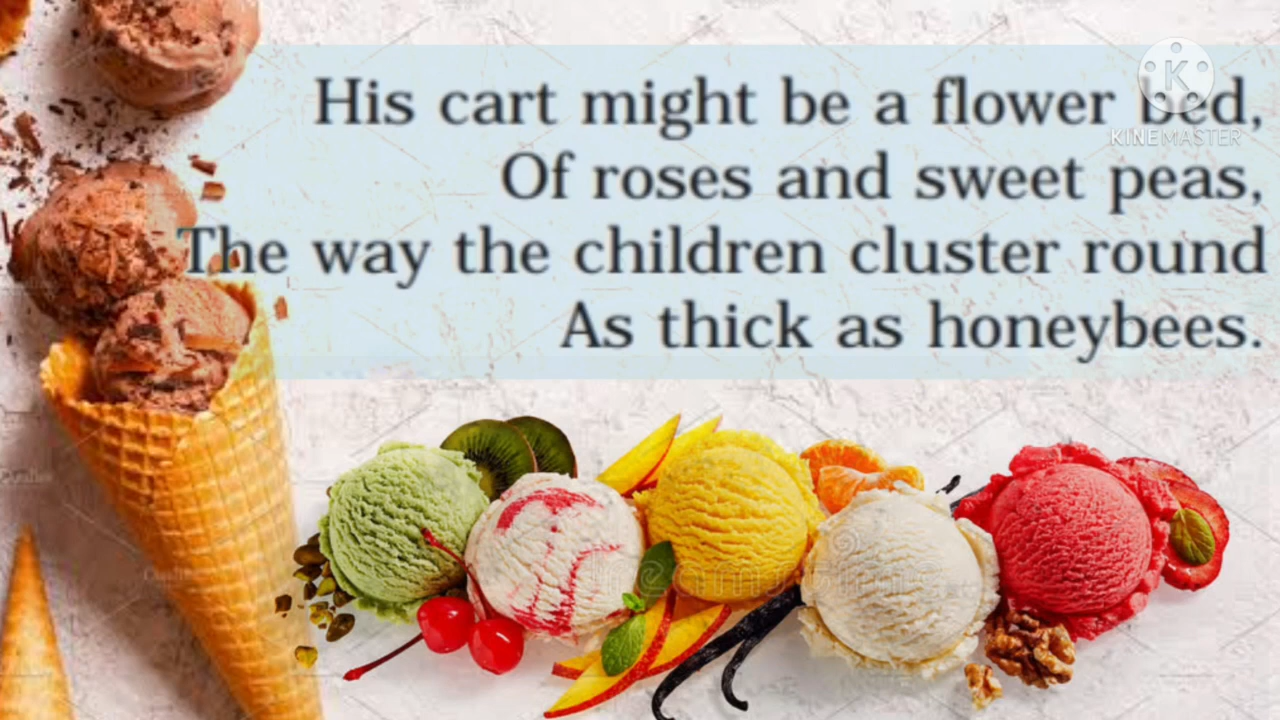 His cart might be a flower bed,
Of roses and sweet peas,
The way the children cluster round
As thick as honeybees.
K
KINEMASTER